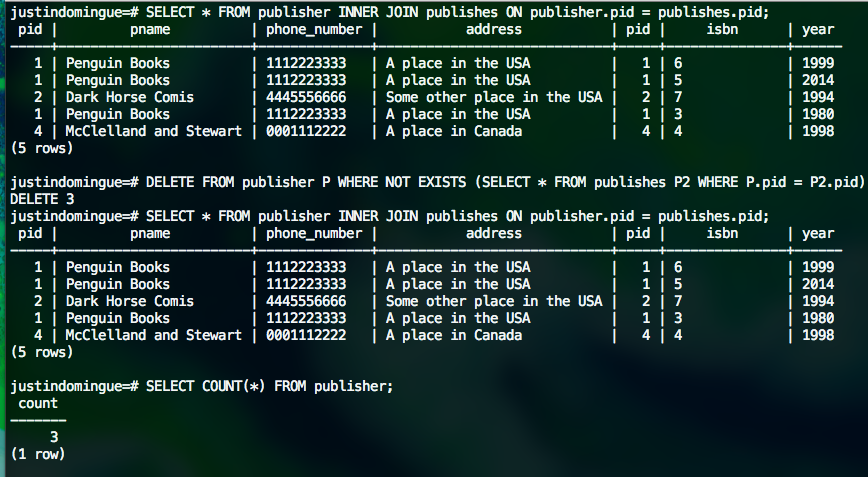 justindomingue=# SELECT * FROM publisher INNER JOIN publishes ON publisher.pid = publishes.pid;
 pid |         pname          | phone_number |           address           | pid |     isbn      | year
-----+------------------------+--------------+-----------------------------+-----+---------------+------
   1 | Penguin Books          | 1112223333   | A place in the USA          |   1 | 6             | 1999
   1 | Penguin Books          | 1112223333   | A place in the USA          |   1 | 5             | 2014
   2 | Dark Horse Comis       | 4445556666   | Some other place in the USA |   2 | 7             | 1994
   1 | Penguin Books          | 1112223333   | A place in the USA          |   1 | 3             | 1980
   4 | McClelland and Stewart | 0001112222   | A place in Canada           |   4 | 4             | 1998
(5 rows)
justindomingue=# DELETE FROM publisher P WHERE NOT EXISTS (SELECT * FROM publishes P2 WHERE P.pid = P2.pid)
DELETE 3
justindomingue=# SELECT * FROM publisher INNER JOIN publishes ON publisher.pid = publishes.pid;
 pid |         pname          | phone_number |           address           | pid |     isbn      | year
-----+------------------------+--------------+-----------------------------+-----+---------------+------
   1 | Penguin Books          | 1112223333   | A place in the USA          |   1 | 6             | 1999
   1 | Penguin Books          | 1112223333   | A place in the USA          |   1 | 5             | 2014
   2 | Dark Horse Comis       | 4445556666   | Some other place in the USA |   2 | 7             | 1994
   1 | Penguin Books          | 1112223333   | A place in the USA          |   1 | 3             | 1980
   4 | McClelland and Stewart | 0001112222   | A place in Canada           |   4 | 4             | 1998
(5 rows)
justindomingue=# SELECT COUNT(*) FROM publisher;
 count
-------
     3
(1 row)